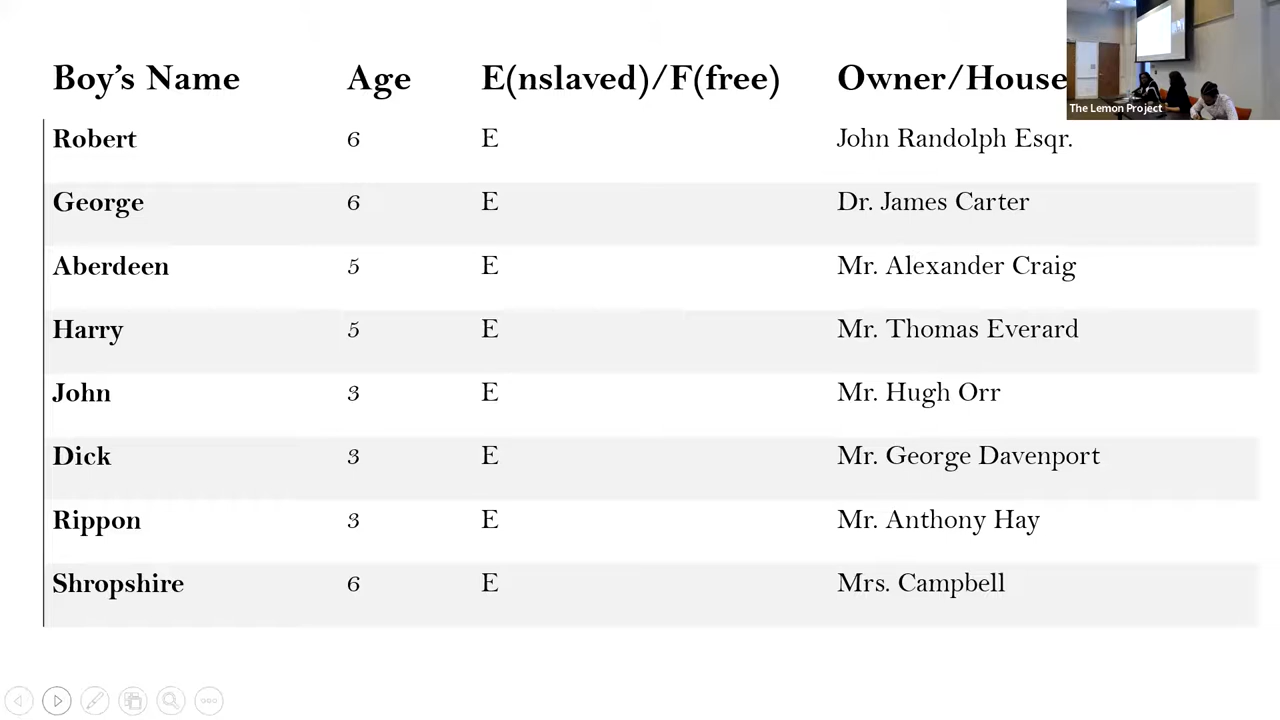 Boy's Name Age E(nslaved)/F(free) Owner/House
The Lemon Project
Robert 6 E John Randolph Esqr.
George 6 E Dr. James Carter
Aberdeen 5 E Mr. Alexander Craig
Harry 5 E Mr. Thomas Everard
John 3 E Mr. Hugh Orr
Dick 3 E Mr. George Davenport
Rippon 3 E Mr. Anthony Hay
Shropshire 6 E Mrs. Campbell